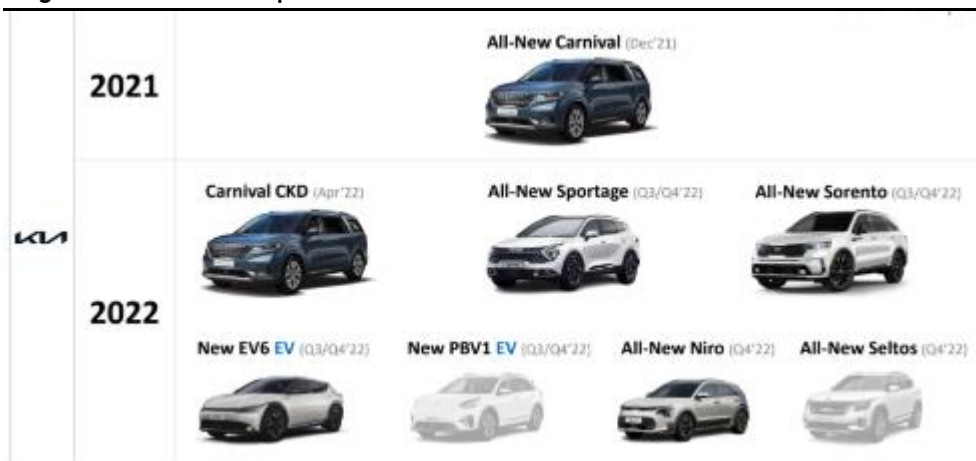 All-New Carnival (Dec'21)
2021
Carnival CKD (Apr'22) All-New Sportage (Q3/Q4'22) All-New Sorento (Q3/Q4'22)
KIA
2022
New EV6 EV (Q3/Q4'22) New PBV1 EV (Q3/Q4'22) All-New Niro (Q4'22) All-New Seltos (Q4'22)